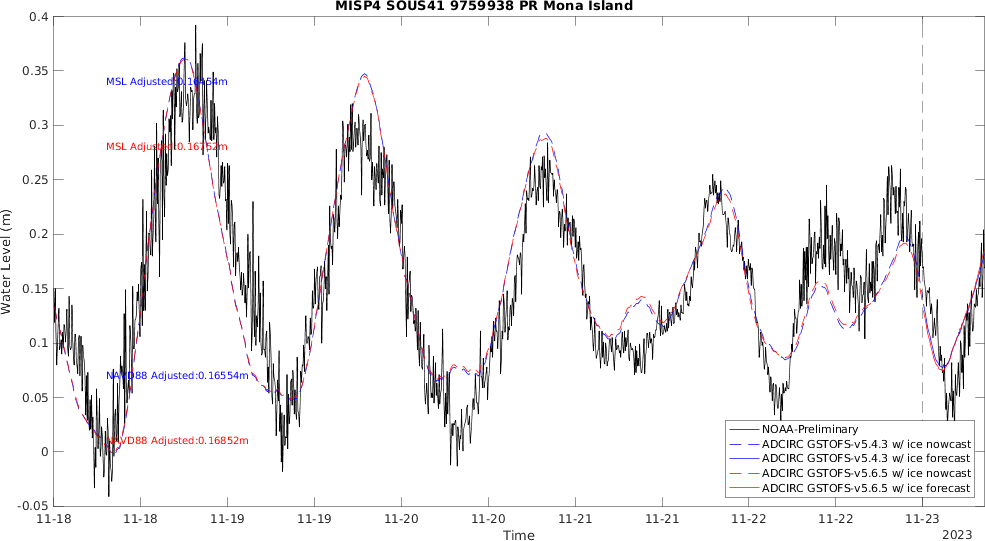 MISP4 SOUS41 9759938 PR Mona Island
0.4
0.35
0.3
0.25
0.2
0.15
0.1
0.05
0
-0.05
Water Level (m)
MSL Adjusted:0.16454m
MSL Adjusted:0.16752m
NAVD88 Adjusted:0.16554m
NAVD88 Adjusted:0.16852m
NOAA-Preliminary
ADCIRC GSTOFS-v5.4.3 w/ ice nowcast
ADCIRC GSTOFS-v5.4.3 w/ ice forecast
ADCIRC GSTOFS-v5.6.5 w/ ice nowcast
ADCIRC GSTOFS-v5.6.5 w/ ice forecast
11-18 11-18 11-19 11-19 11-20 11-20 11-21 11-21 11-22 11-22 11-23
Time
2023